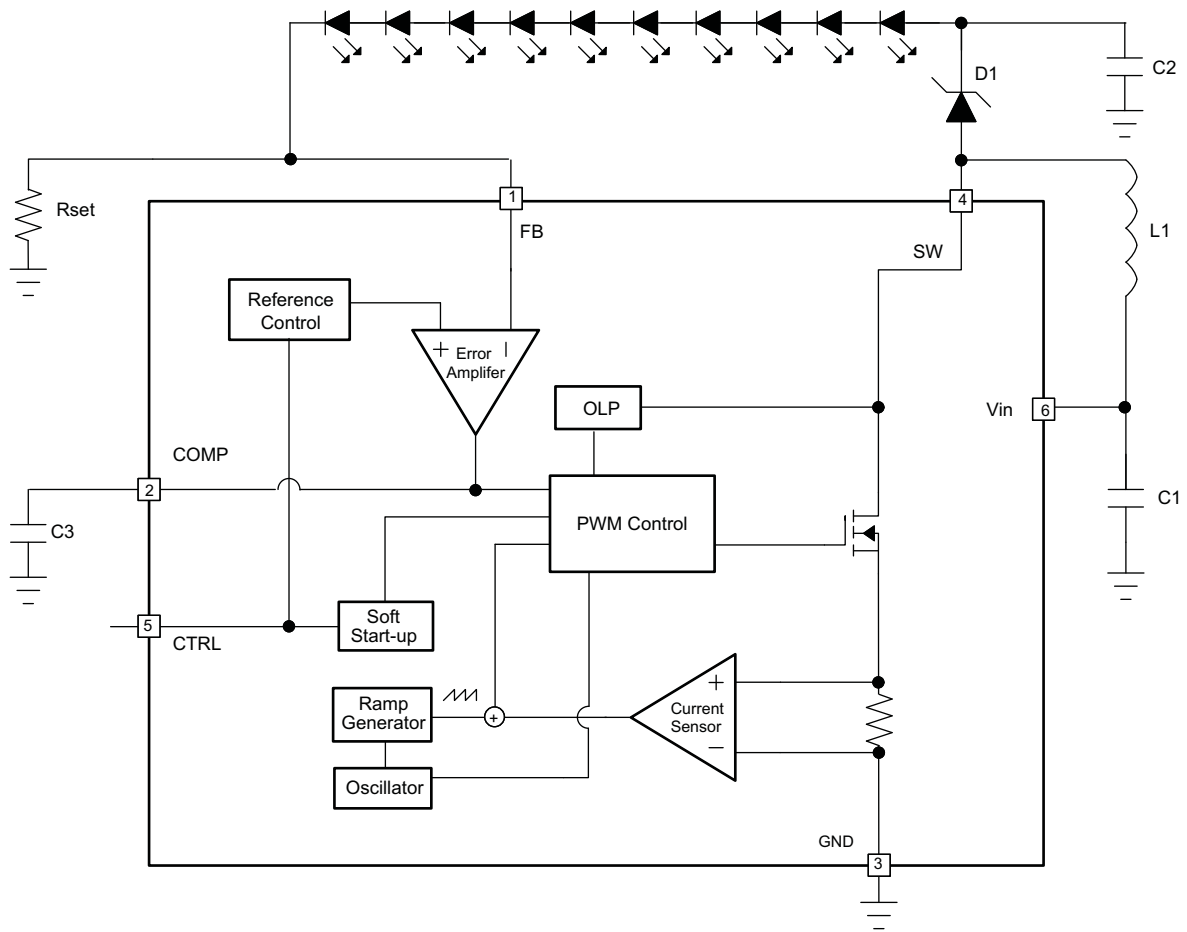 D1
C2
Rset
1
4
FB
L1
SW
Reference
Control
+
Error
Amplifer
OLP
Vin
6
COMP
2
C3
PWM Control
C1
5
CTRL
Soft
Start-up
Ramp
Generator
+
+
Current
Sensor
−
Oscillator
GND
3